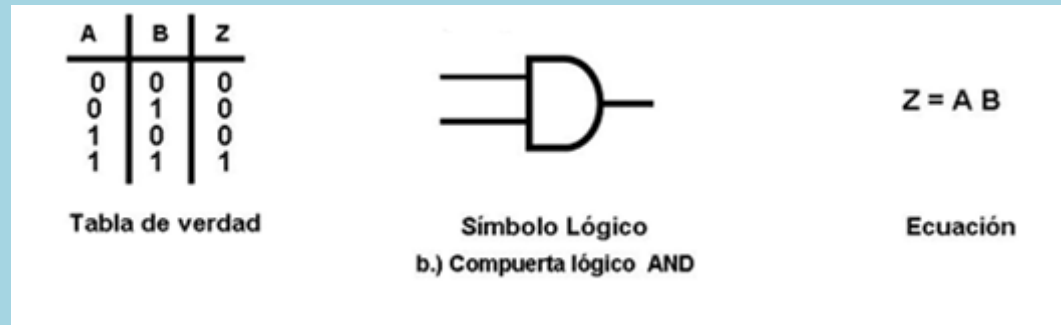 A B Z
0 0 0
0 1 0
1 0 0
1 1 1
Z = A B
Tabla de verdad
Símbolo Lógico
Ecuación
b.) Compuerta lógico AND